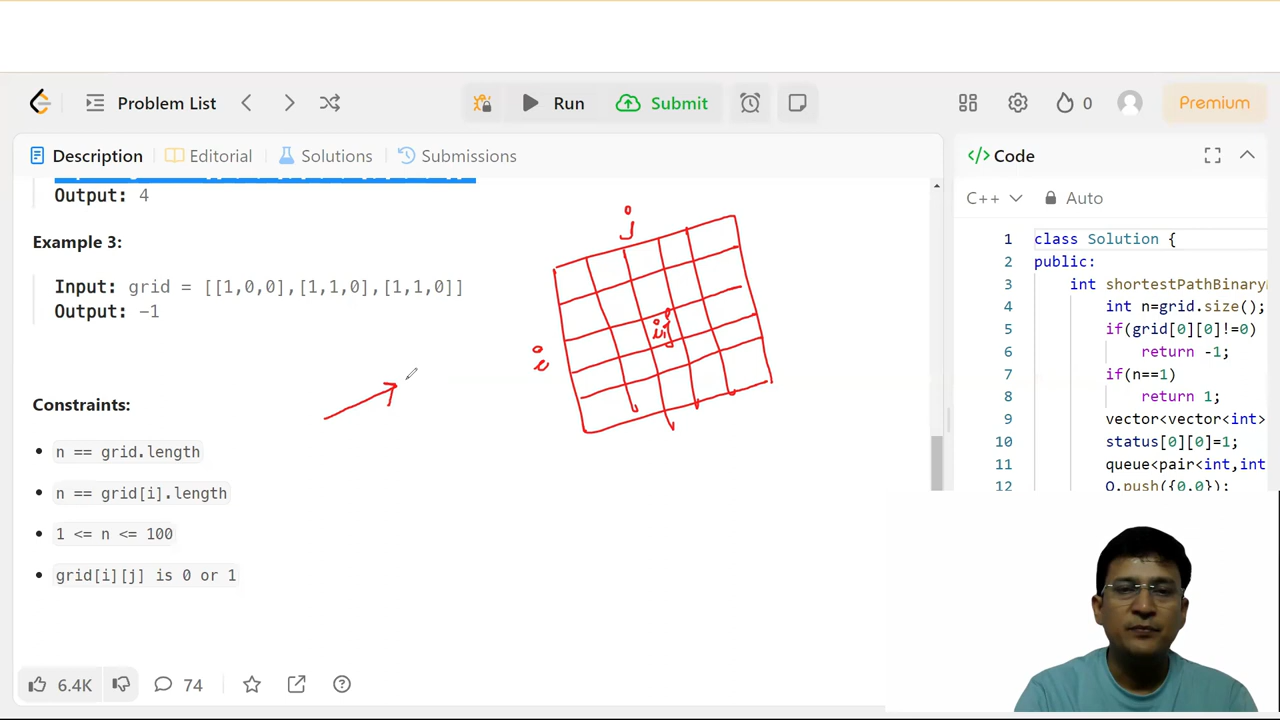 Problem List
Run
Submit
0
Premium
Description
Editorial
Solutions
Submissions
Output: 4
Example 3:
Input: grid = [[1,0,0],[1,1,0],[1,1,0]]
Output: -1
Constraints:
n == grid.length
n == grid[i].length
1 <= n <= 100
grid[i][j] is 0 or 1
6.4K
74
j
i
</> Code
C++
Auto
1 class Solution {
2 public:
3 int shortestPathBinary
4 int n=grid.size();
5 if(grid[0][0]!=0)
6 return -1;
7 if(n==1)
8 return 1;
9 vector<vector<int>
10 status[0][0]=1;
11 queue<pair<int,int
12 Q.push({0,0});